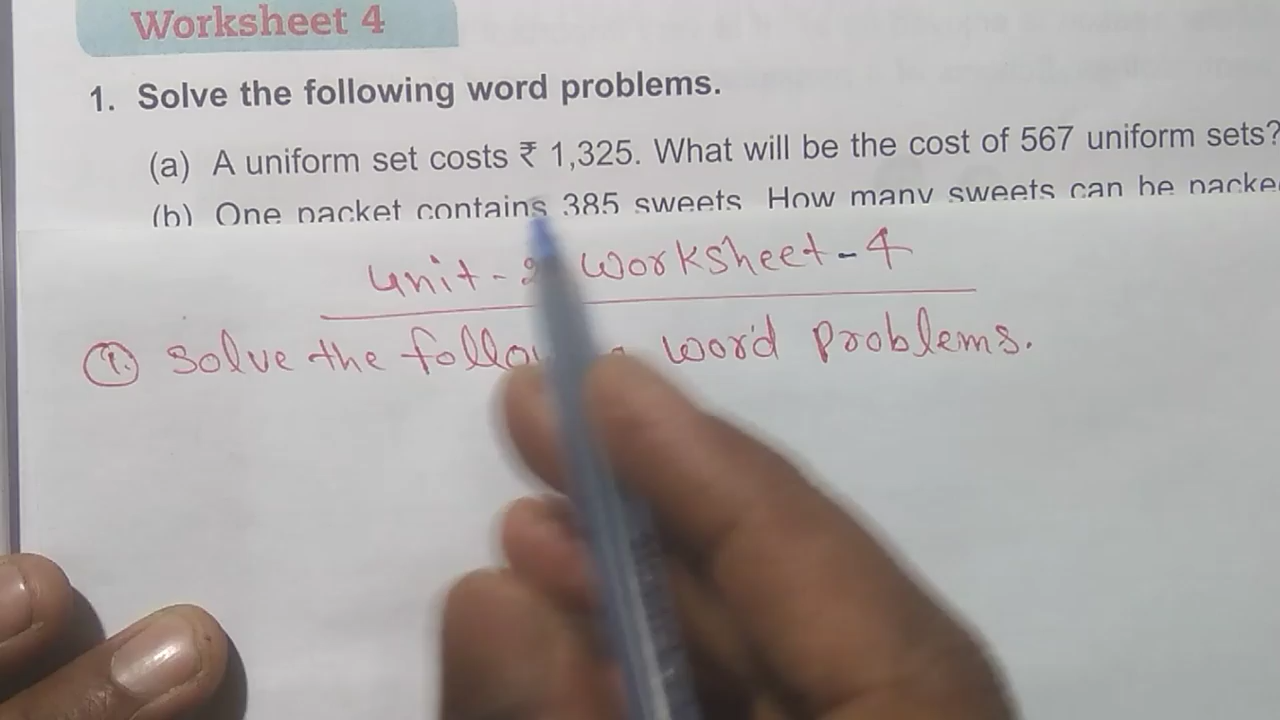 Worksheet 4
1. Solve the following word problems.
(a) A uniform set costs ₹ 1,325. What will be the cost of 567 uniform sets?
(b) One packet contains 385 sweets How many sweets can be
Unit - Worksheet - 4
1. Solve the word Problems.